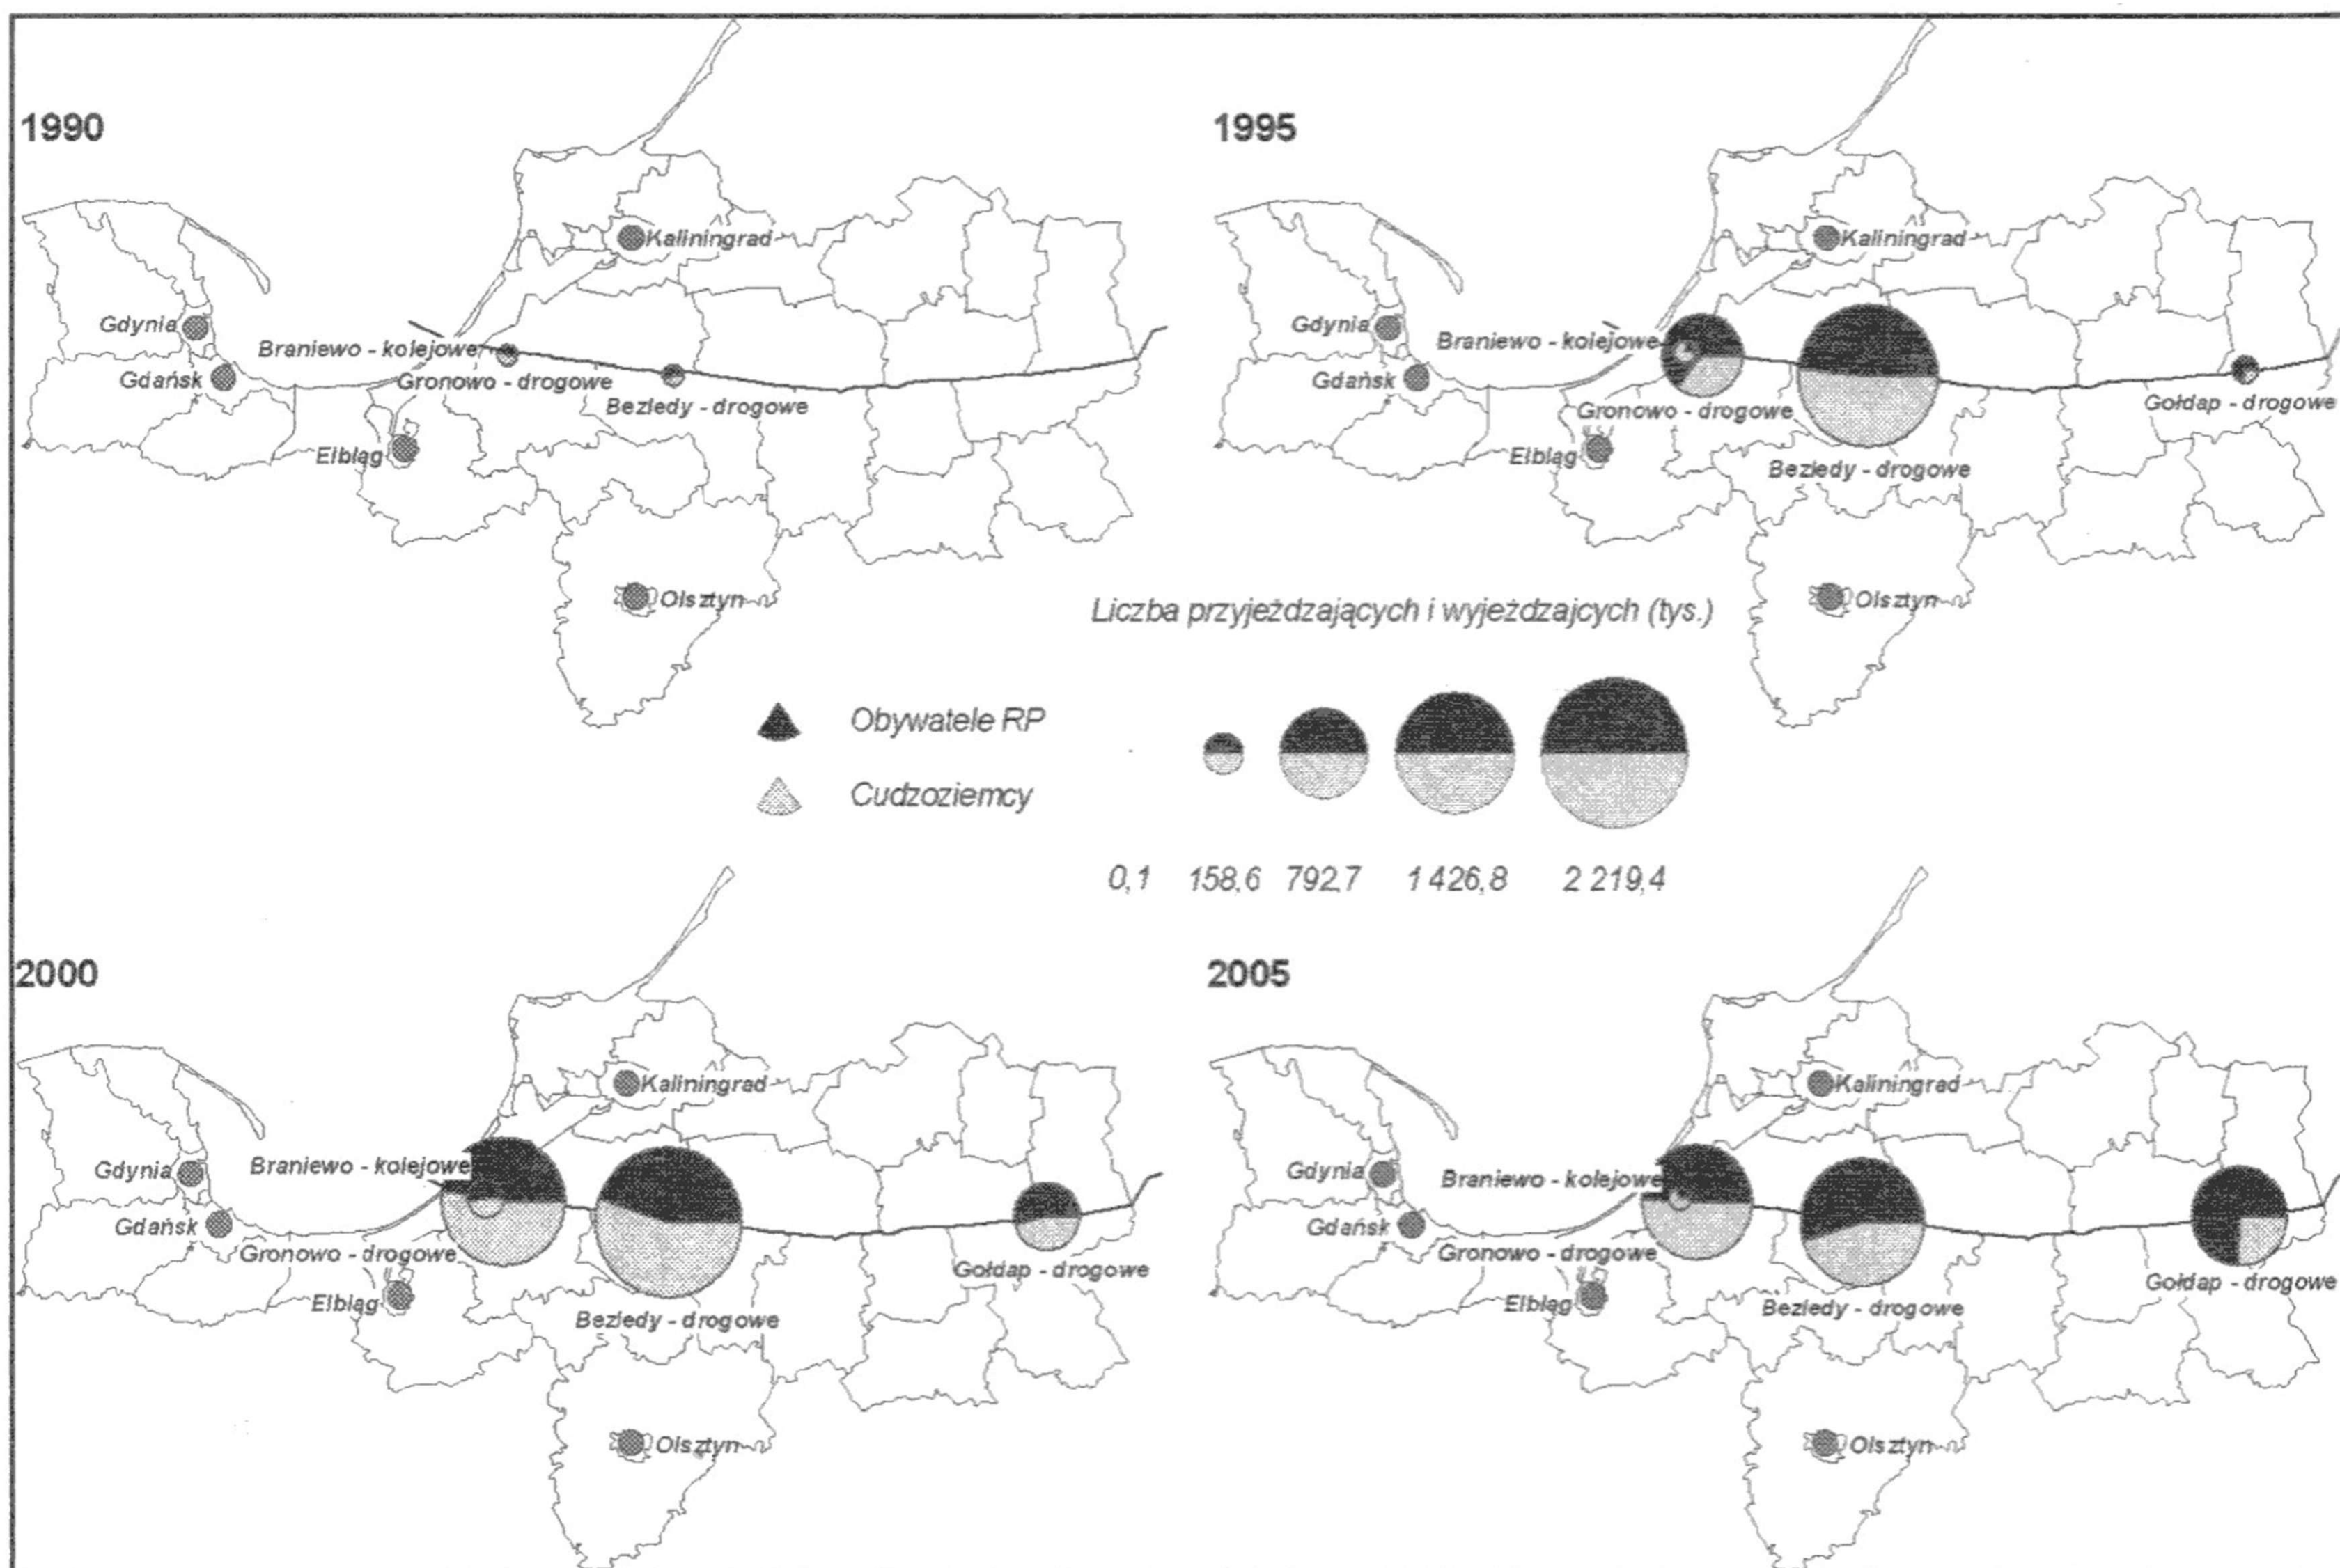 1990
Kaliningrad
Gdynia
Braniewo - kolejowe
Gdańsk
Gronowo - drogowe
Bezledy - drogowe
Elbląg
Olsztyn
1995
Kaliningrad
Gdynia
Braniewo - kolejowe
Gdańsk
Gołdap - drogowe
Gronowo - drogowe
Elbląg
Bezledy - drogowe
Olsztyn
Liczba przyjeżdzających i wyjeżdzajcych (tys.)
Obywatele RP
Cudzoziemcy
0,1 158,6 792,7 1 426,8 2 219,4
2000
Kaliningrad
Braniewo - kolejowe
Gdynia
Gdańsk
Gronowo - drogowe
Gołdap - drogowe
Elbląg
Bezledy - drogowe
Olsztyn
2005
Kaliningrad
Gdynia
Braniewo - kolejowe
Gdańsk
Gronowo - drogowe
Gołdap - drogowe
Elbląg
Bezledy - drogowe
Olsztyn